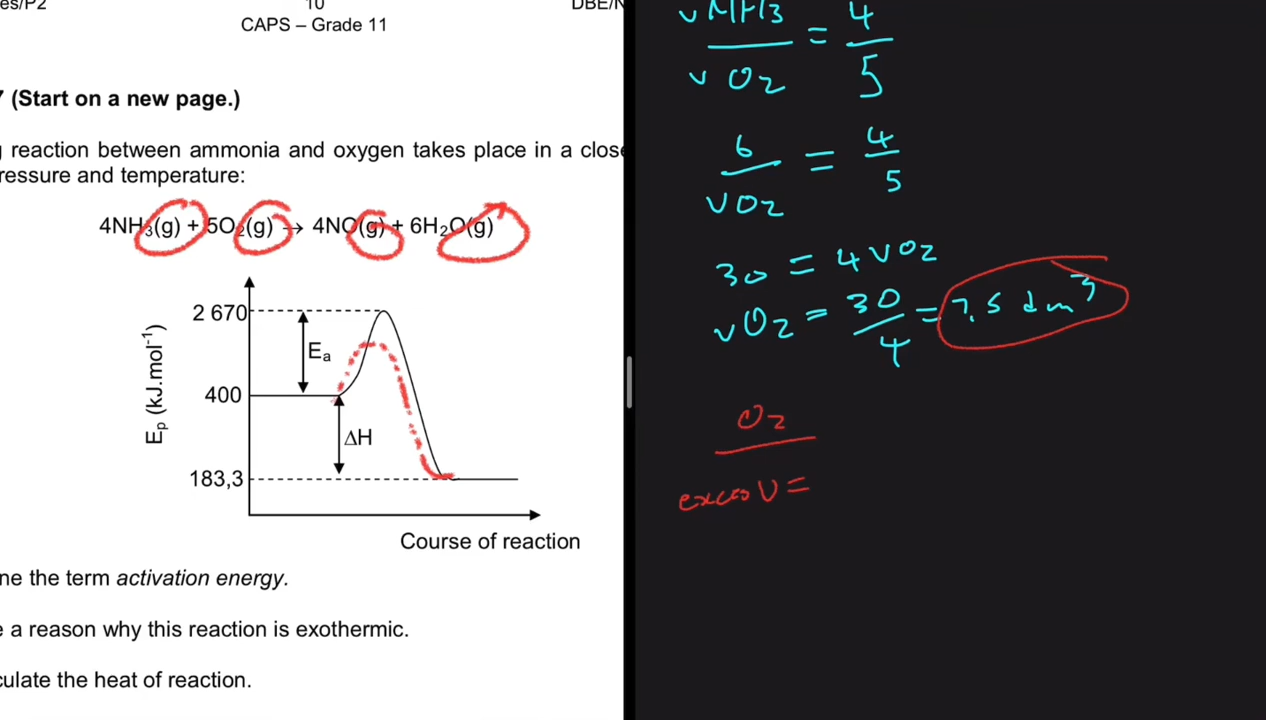 es/P2 10 DBE/N
CAPS – Grade 11
7 (Start on a new page.)
g reaction between ammonia and oxygen takes place in a close
ressure and temperature:
4NH₃(g) + 5O₂(g) → 4NO(g) + 6H₂O(g)
2 670
Ea
400
ΔH
183,3
Ep (kJ.mol⁻¹)
Course of reaction
ne the term activation energy.
e a reason why this reaction is exothermic.
culate the heat of reaction.
vNH3 / vO2 = 4/5
6 / vO2 = 4/5
30 = 4vO2
vO2 = 30/4 = 7.5 dm³
O2
excess V =